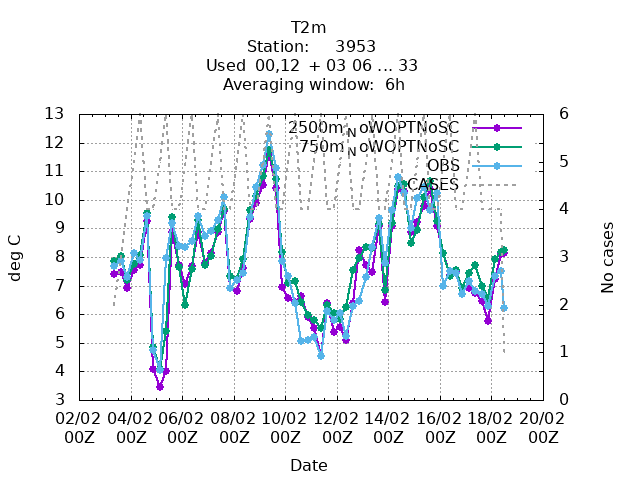 T2m
Station: 3953
Used 00,12 + 03 06 ... 33
Averaging window: 6h
13
12
11
10
9
8
7
6
5
4
3
deg C
2500m_NoWOPTNoSC
750m_NoWOPTNoSC
OBS
CASES
6
5
4
3
2
1
0
No cases
02/02 04/02 06/02 08/02 10/02 12/02 14/02 16/02 18/02 20/02
00Z 00Z 00Z 00Z 00Z 00Z 00Z 00Z 00Z 00Z
Date